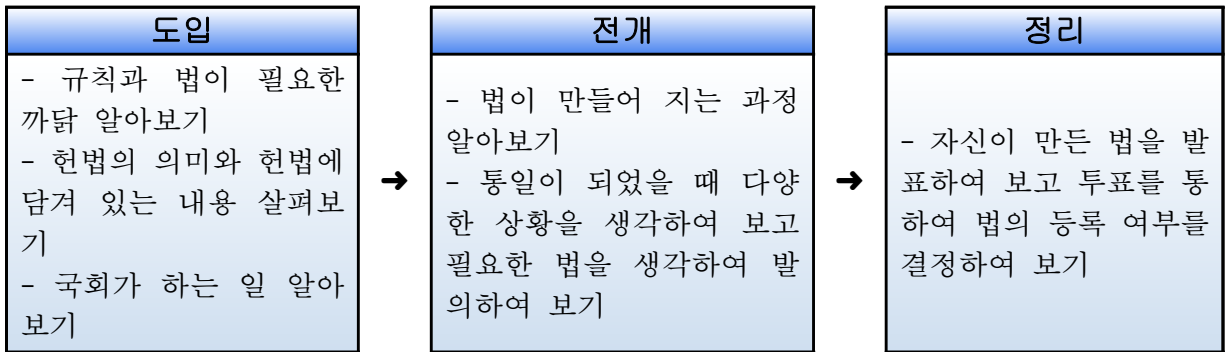 도입
- 규칙과 법이 필요한
까닭 알아보기
- 헌법의 의미와 헌법에
담겨 있는 내용 살펴보
기
- 국회가 하는 일 알아
보기
➜
전개
- 법이 만들어 지는 과정
알아보기
- 통일이 되었을 때 다양
한 상황을 생각하여 보고
필요한 법을 생각하여 발
의하여 보기
➜
정리
- 자신이 만든 법을 발
표하여 보고 투표를 통
하여 법의 등록 여부를
결정하여 보기